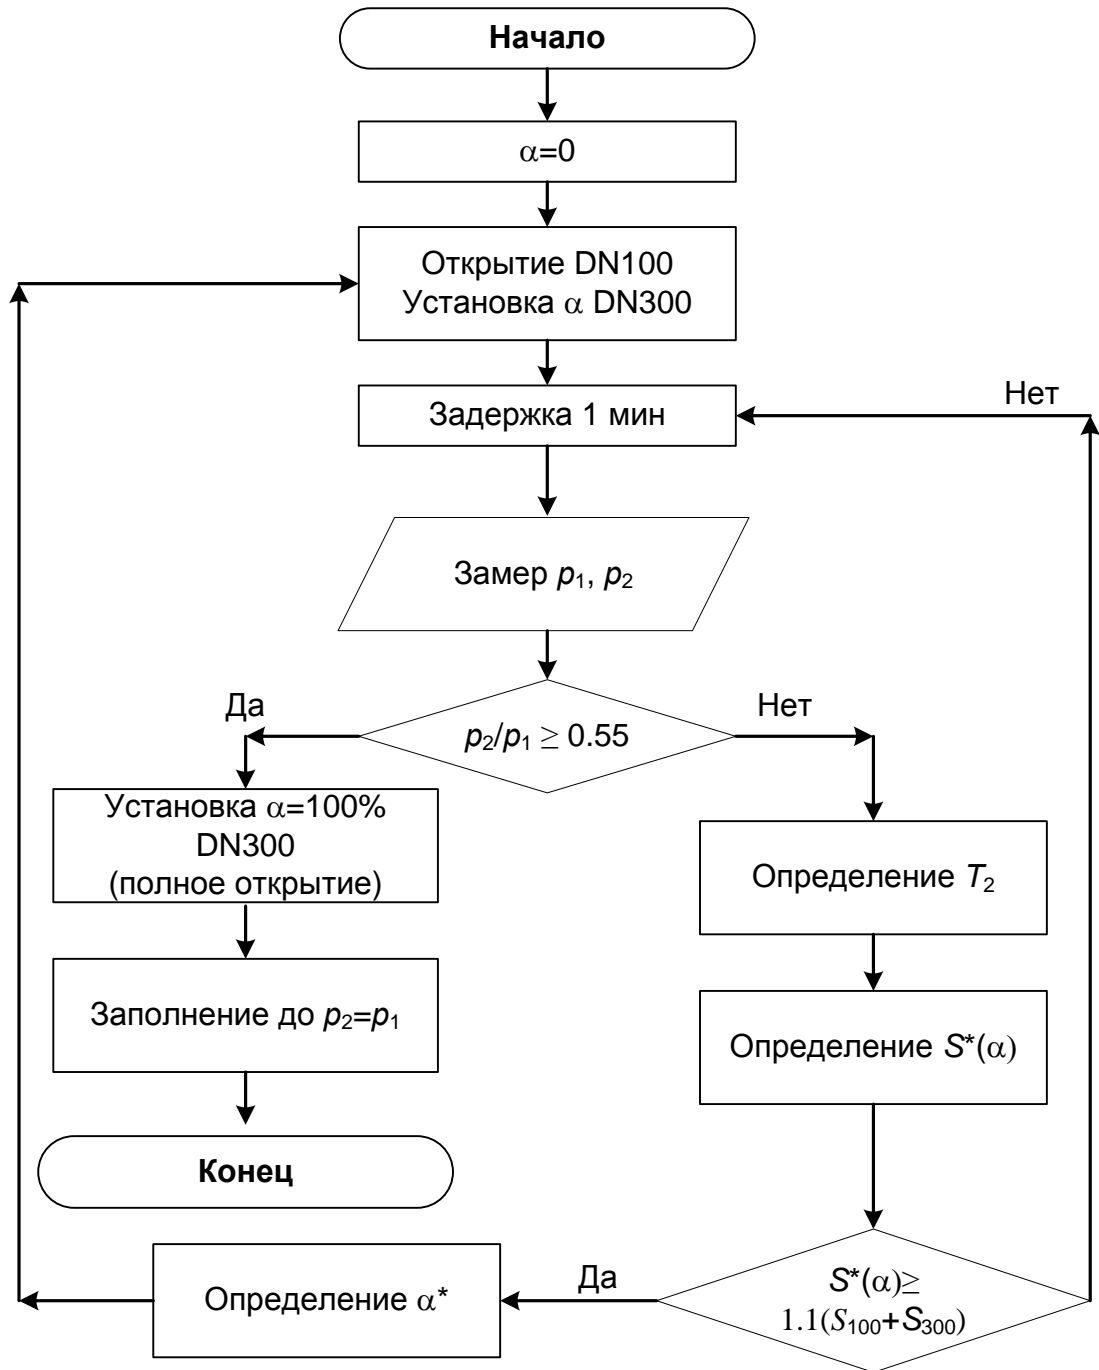 Начало
α=0
Открытие DN100
Установка α DN300
Нет
Задержка 1 мин
Замер p₁, p₂
Да
Нет
p₂/p₁ ≥ 0.55
Установка α=100%
DN300
(полное открытие)
Определение T₂
Заполнение до p₂=p₁
Определение S*(α)
Конец
Да
S*(α)≥
1.1(S₁₀₀+S₃₀₀)
Определение α*